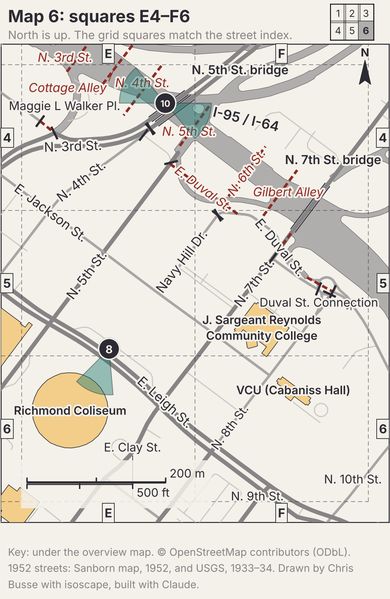 Map 6: squares E4–F6
North is up. The grid squares match the street index.
1 2 3
4 5 6
E
F
N
N. 3rd St.
N. 5th St. bridge
Cottage Alley
N. 4th St.
Maggie L Walker Pl.
10
I-95 / I-64
N. 5th St.
4
4
N. 3rd St.
N. 7th St. bridge
N. 4th St.
E. Duval St.
N. 6th St.
Gilbert Alley
E. Jackson St.
E. Duval St.
Navy Hill Dr.
N. 5th St.
N. 7th St.
5
5
Duval St. Connection
J. Sargeant Reynolds
Community College
8
E. Leigh St.
VCU (Cabaniss Hall)
Richmond Coliseum
6
6
N. 8th St.
E. Clay St.
200 m
500 ft
N. 10th St.
N. 9th St.
E
F
Key: under the overview map. © OpenStreetMap contributors (ODbL).
1952 streets: Sanborn map, 1952, and USGS, 1933–34. Drawn by Chris
Busse with isoscape, built with Claude.